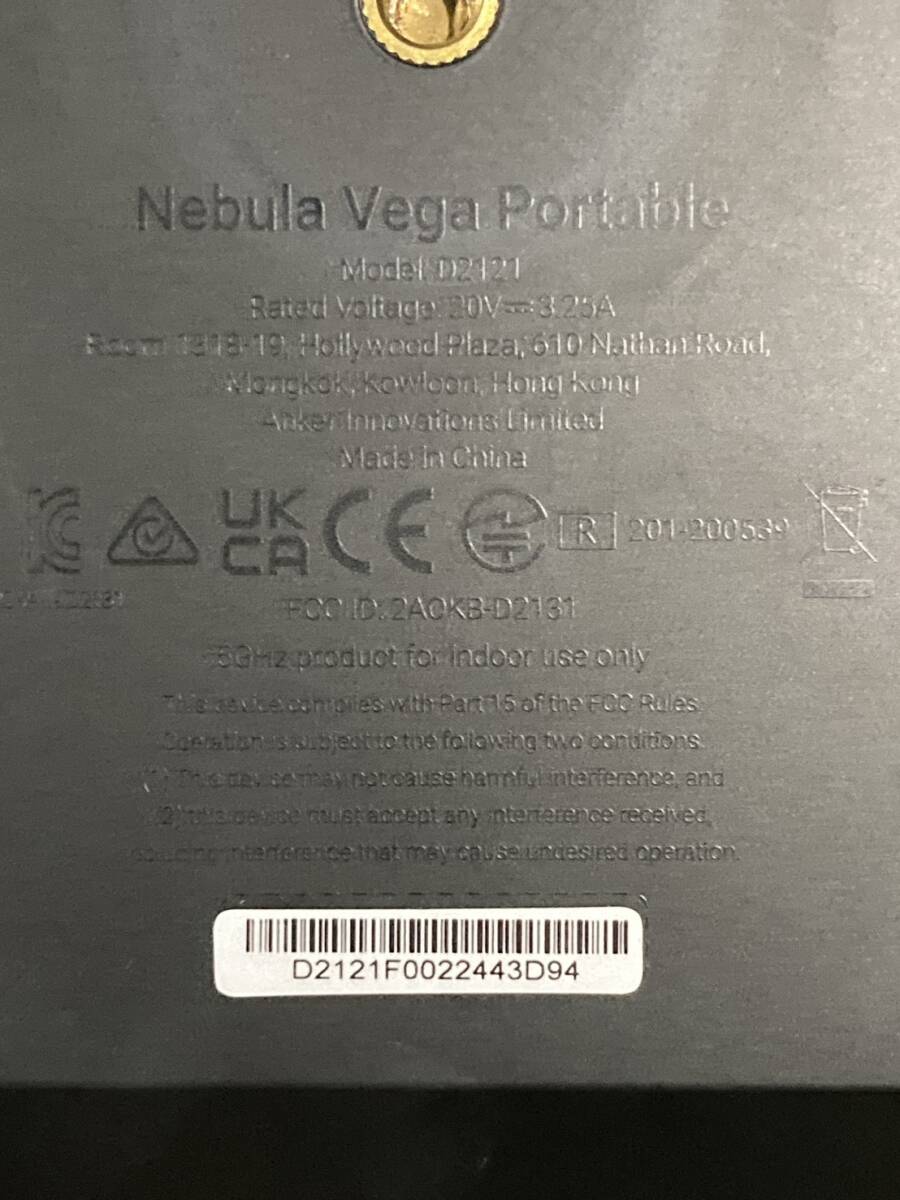 Nebula Vega Portable
Model: D2121
Rated Voltage: 20V⎓3.25A
Room 1318-19, Hollywood Plaza, 610 Nathan Road,
Mongkok, Kowloon, Hong Kong
Anker Innovations Limited
Made in China
UK CA CE R 201-200539
FCC ID: 2AOKB-D2131
5GHz product for indoor use only
This device complies with Part 15 of the FCC Rules.
Operation is subject to the following two conditions:
(1) This device may not cause harmful interference, and
(2) this device must accept any interference received,
including interference that may cause undesired operation.
D2121F0022443D94